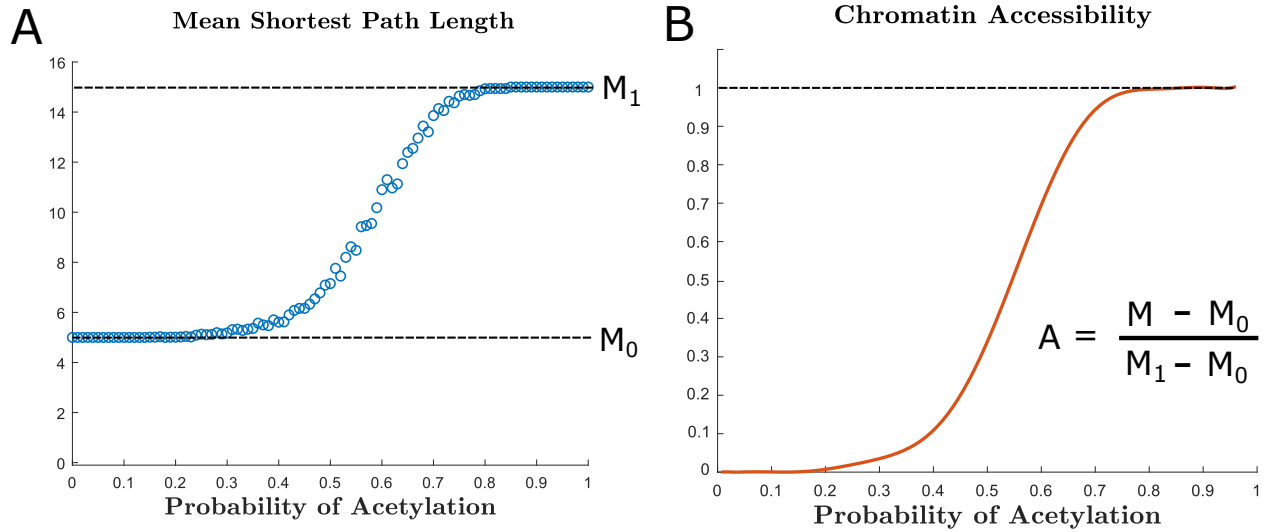 A
Mean Shortest Path Length
16
14
12
10
8
6
4
2
0
M₁
M₀
0 0.1 0.2 0.3 0.4 0.5 0.6 0.7 0.8 0.9 1
Probability of Acetylation
B
Chromatin Accessibility
1
0.9
0.8
0.7
0.6
0.5
0.4
0.3
0.2
0.1
0
A = (M - M₀) / (M₁ - M₀)
0 0.1 0.2 0.3 0.4 0.5 0.6 0.7 0.8 0.9 1
Probability of Acetylation